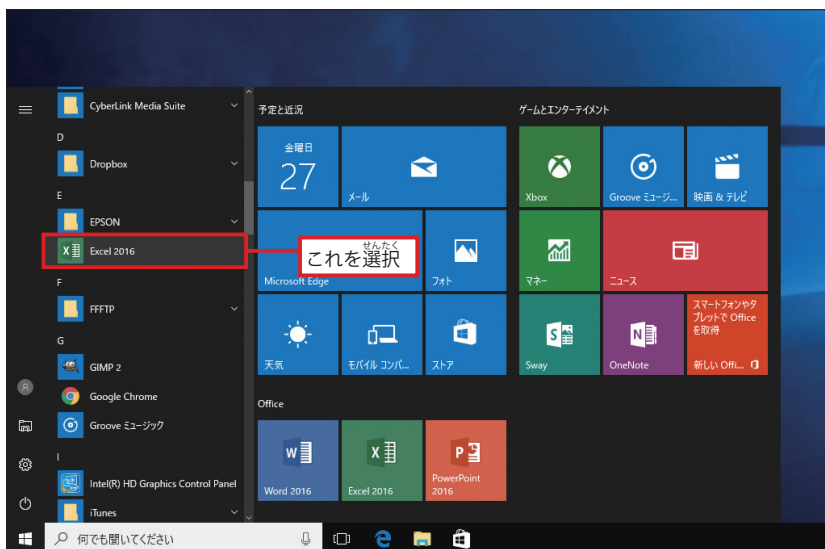 CyberLink Media Suite
D
Dropbox
E
EPSON
Excel 2016
F
FFFTP
G
GIMP 2
Google Chrome
Groove ミュージック
I
Intel(R) HD Graphics Control Panel
iTunes
せんたく
これを選択
予定と近況
金曜日
27
メール
Microsoft Edge
フォト
天気
モバイル コンパ...
ストア
ゲームとエンターテイメント
Xbox
Groove ミュージ...
映画 & テレビ
マネー
ニュース
Sway
OneNote
スマートフォンやタ
ブレットで Office
を取得
新しい Offi...
Office
W
Word 2016
X
Excel 2016
P
PowerPoint
2016
何でも聞いてください